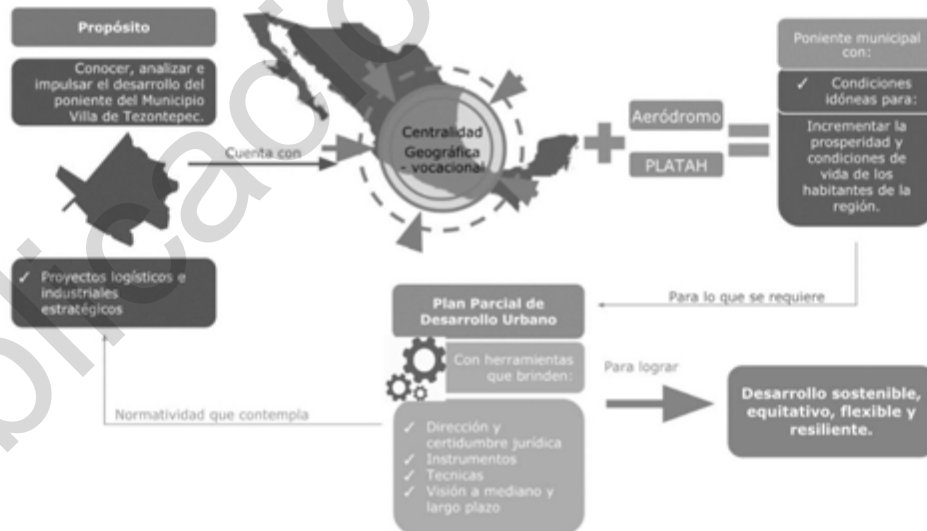 Propósito
Conocer, analizar e
impulsar el desarrollo del
poniente del Municipio
Villa de Tezontepec.
Cuenta con
Centralidad
Geográfica
- vocacional
Aeródromo
PLATAH
Poniente municipal
con:
✓ Condiciones
idóneas para:
Incrementar la
prosperidad y
condiciones de
vida de los
habitantes de la
región.
✓ Proyectos logísticos e
industriales
estratégicos
Para lo que se requiere
Plan Parcial de
Desarrollo Urbano
Con herramientas
que brinden:
✓ Dirección y
certidumbre jurídica
✓ Instrumentos
✓ Tecnicas
✓ Visión a mediano y
largo plazo
Normatividad que contempla
Para lograr
Desarrollo sostenible,
equitativo, flexible y
resiliente.
blicacio